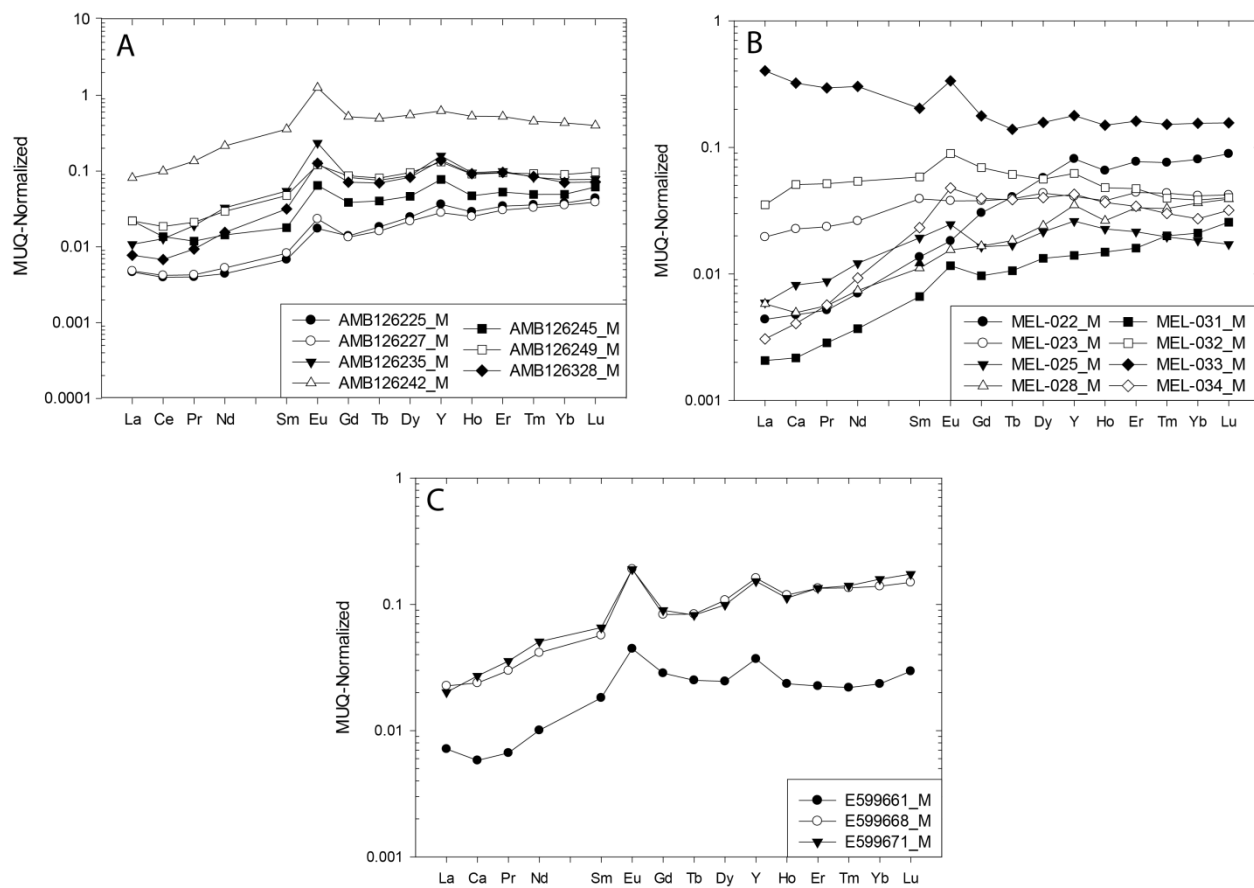 A
MUQ-Normalized
10
1
0.1
0.01
0.001
0.0001
La Ce Pr Nd Sm Eu Gd Tb Dy Y Ho Er Tm Yb Lu
AMB126225_M
AMB126227_M
AMB126235_M
AMB126242_M
AMB126245_M
AMB126249_M
AMB126328_M
B
MUQ-Normalized
1
0.1
0.01
0.001
La Ca Pr Nd Sm Eu Gd Tb Dy Y Ho Er Tm Yb Lu
MEL-022_M
MEL-023_M
MEL-025_M
MEL-028_M
MEL-031_M
MEL-032_M
MEL-033_M
MEL-034_M
C
MUQ-Normalized
1
0.1
0.01
0.001
La Ca Pr Nd Sm Eu Gd Tb Dy Y Ho Er Tm Yb Lu
E599661_M
E599668_M
E599671_M